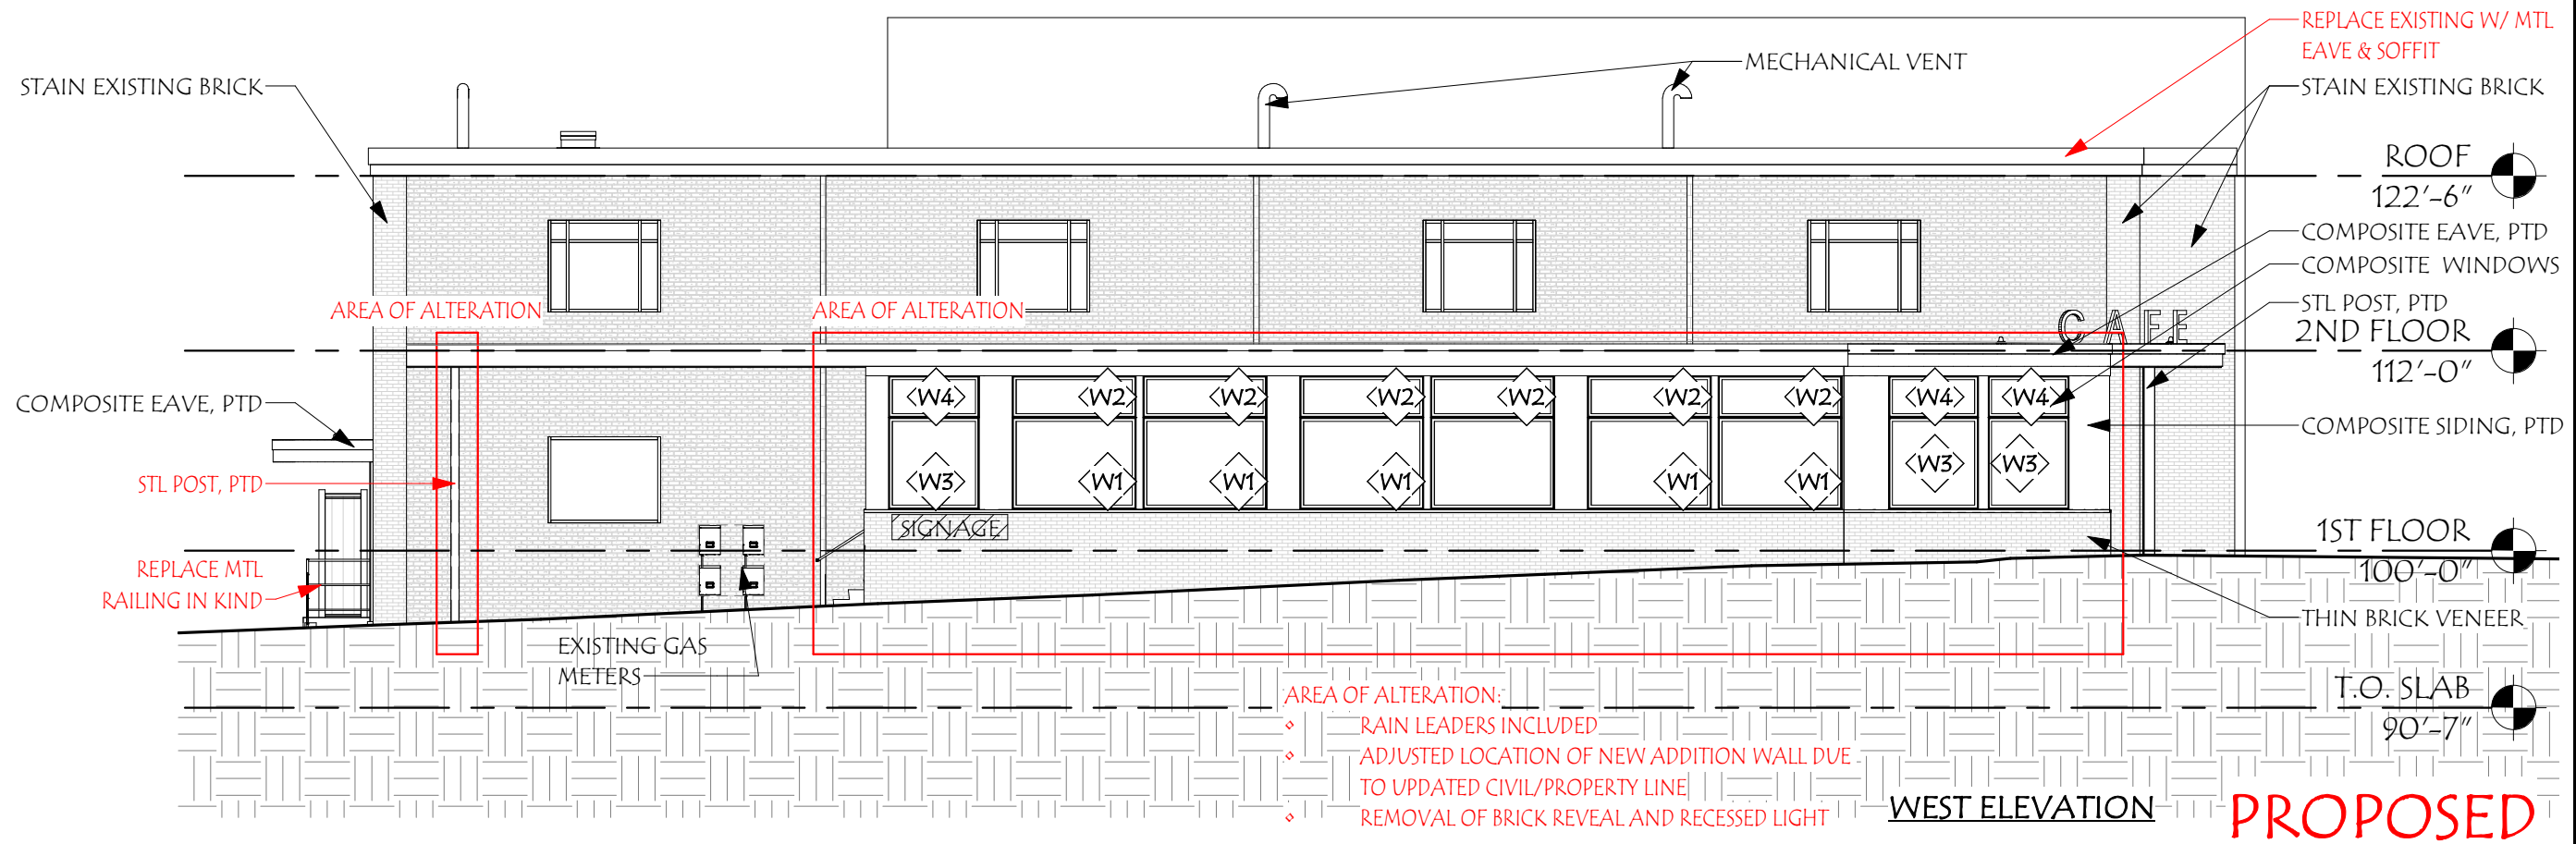 REPLACE EXISTING W/ MTL
EAVE & SOFFIT
MECHANICAL VENT
STAIN EXISTING BRICK
STAIN EXISTING BRICK
ROOF
122'-6"
COMPOSITE EAVE, PTD
COMPOSITE WINDOWS
STL POST, PTD
AREA OF ALTERATION
AREA OF ALTERATION
CAFE
2ND FLOOR
112'-0"
COMPOSITE EAVE, PTD
W4 W2 W2 W2 W2 W2 W2 W4 W4
COMPOSITE SIDING, PTD
W3 W1 W1 W1 W1 W1 W3 W3
STL POST, PTD
SIGNAGE
1ST FLOOR
100'-0"
REPLACE MTL
RAILING IN KIND
THIN BRICK VENEER
EXISTING GAS
METERS
T.O. SLAB
90'-7"
AREA OF ALTERATION:
RAIN LEADERS INCLUDED
ADJUSTED LOCATION OF NEW ADDITION WALL DUE
TO UPDATED CIVIL/PROPERTY LINE
REMOVAL OF BRICK REVEAL AND RECESSED LIGHT
WEST ELEVATION
PROPOSED